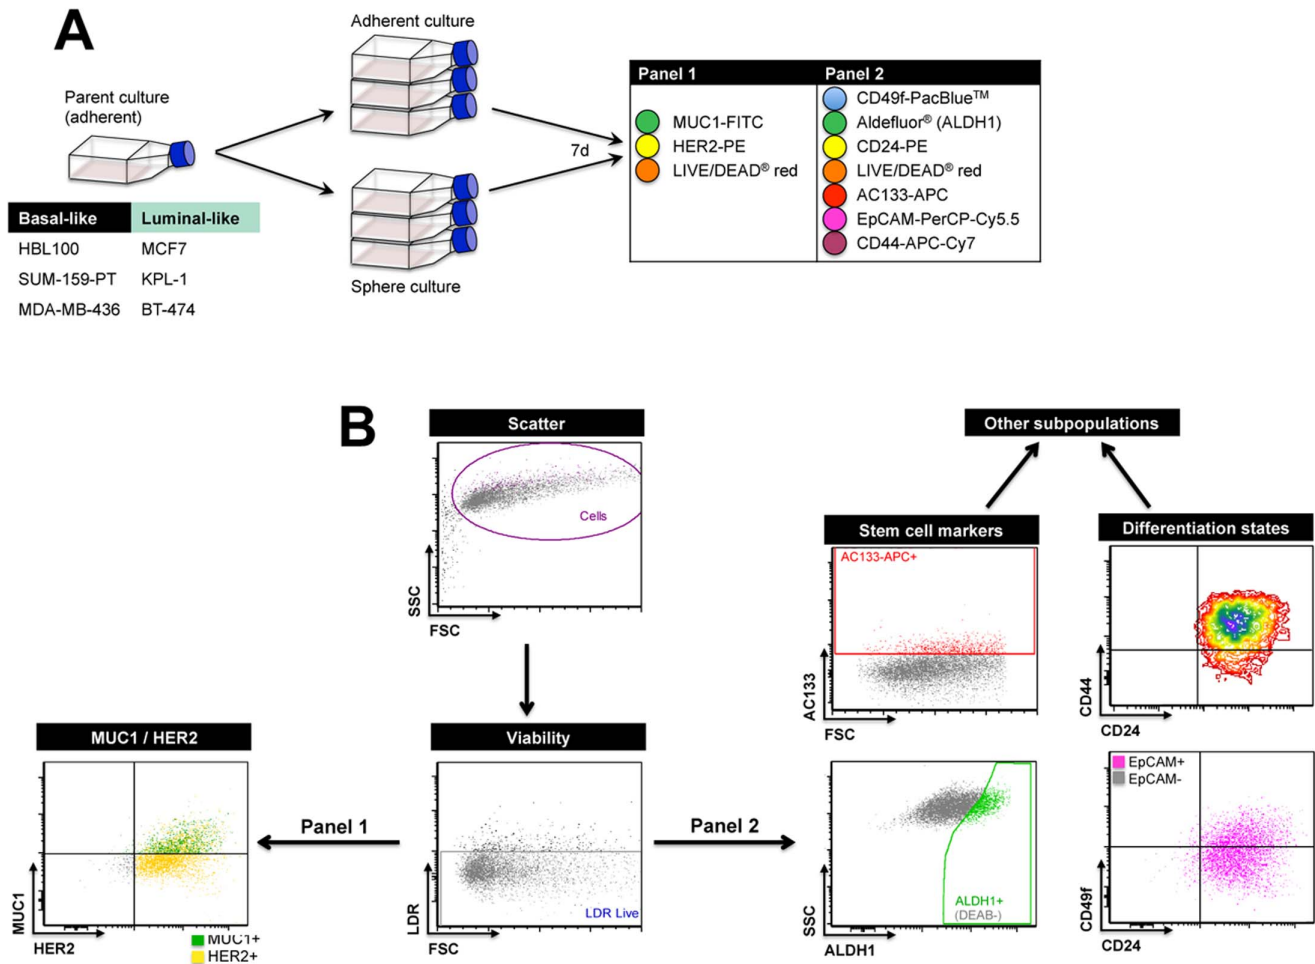 A
Adherent culture
Parent culture
(adherent)
Basal-like Luminal-like
HBL100 MCF7
SUM-159-PT KPL-1
MDA-MB-436 BT-474
Sphere culture
7d
Panel 1 Panel 2
MUC1-FITC
HER2-PE
LIVE/DEAD® red
CD49f-PacBlue™
Aldefluor® (ALDH1)
CD24-PE
LIVE/DEAD® red
AC133-APC
EpCAM-PerCP-Cy5.5
CD44-APC-Cy7
B
Scatter
Cells
SSC
FSC
Other subpopulations
Stem cell markers
AC133-APC+
AC133
FSC
Differentiation states
CD44
CD24
MUC1 / HER2
MUC1
HER2
MUC1+
HER2+
Panel 1
Viability
LDR Live
LDR
FSC
Panel 2
ALDH1+
(DEAB-)
SSC
ALDH1
EpCAM+
EpCAM-
CD49f
CD24